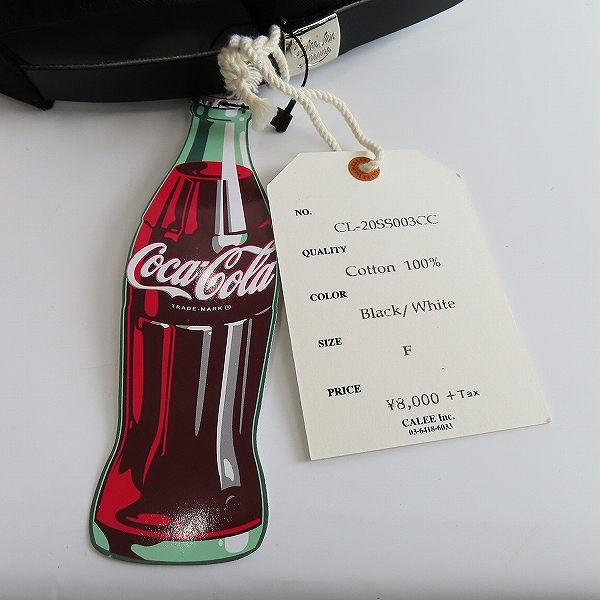 Coca-Cola
TRADE-MARK ®
NO.
CL-20SS003CC
QUALITY
Cotton 100%
COLOR
Black/White
SIZE
F
PRICE
¥8,000 +Tax
CALEE Inc.
03-6418-6033